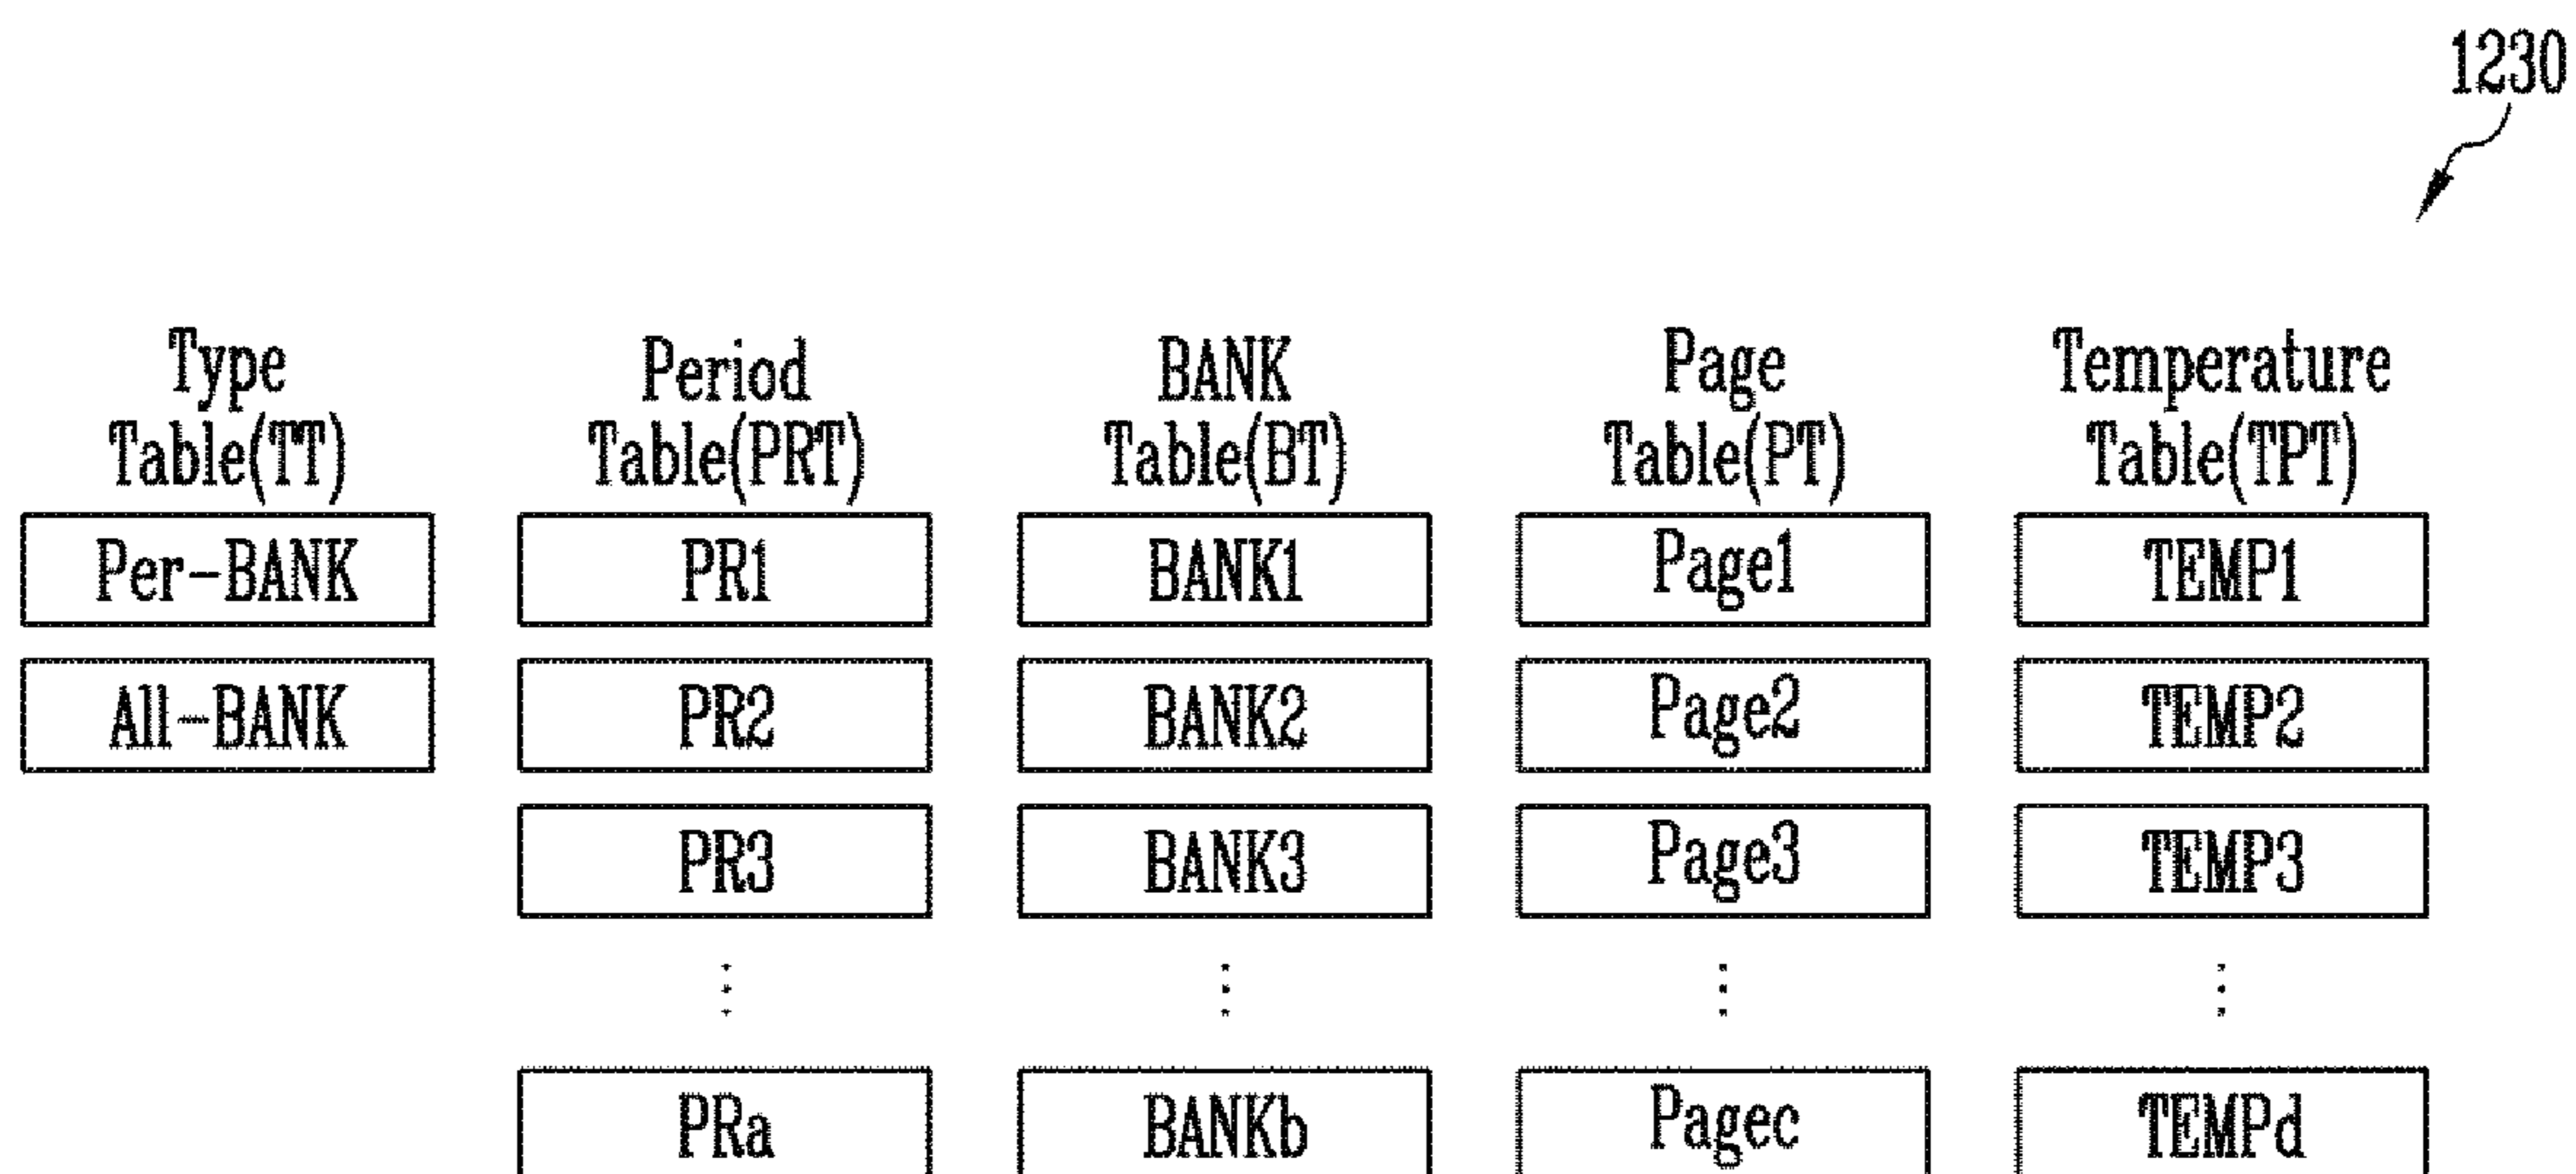 1230
Type
Table(TT)
Period
Table(PRT)
BANK
Table(BT)
Page
Table(PT)
Temperature
Table(TPT)
Per-BANK
PR1
BANK1
Page1
TEMP1
All-BANK
PR2
BANK2
Page2
TEMP2
PR3
BANK3
Page3
TEMP3
PRa
BANKb
Pagec
TEMPd